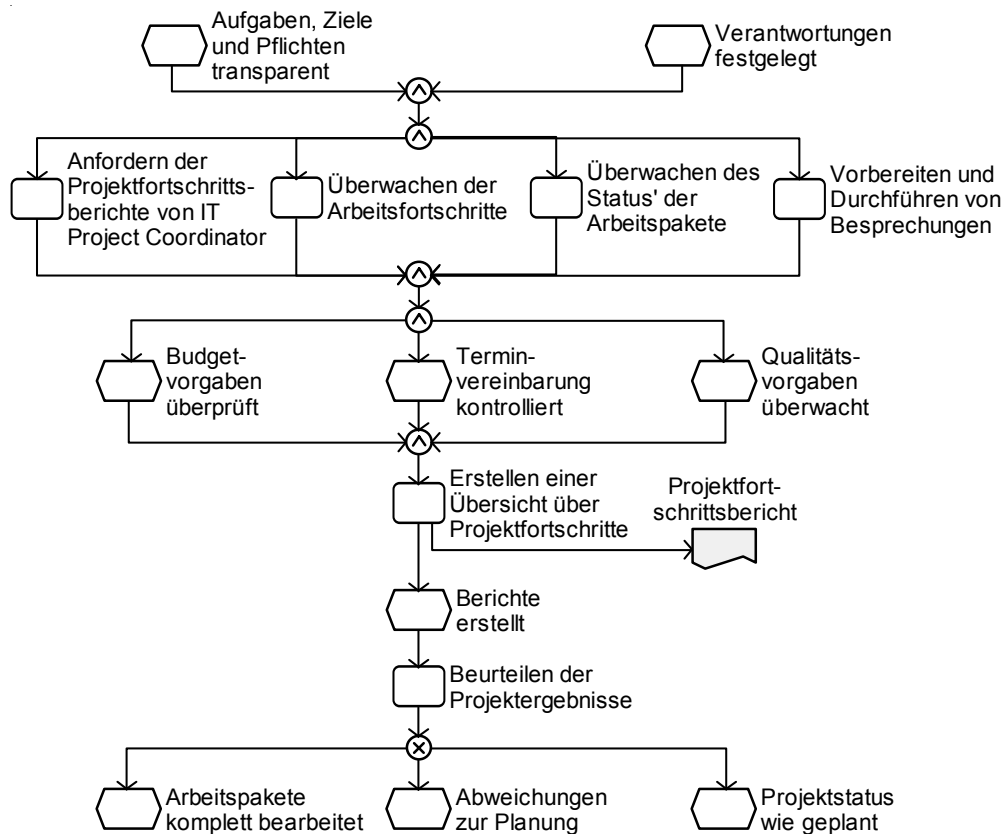 Aufgaben, Ziele
und Pflichten
transparent
Verantwortungen
festgelegt
Anfordern der
Projektfortschritts-
berichte von IT
Project Coordinator
Überwachen der
Arbeitsfortschritte
Überwachen des
Status' der
Arbeitspakete
Vorbereiten und
Durchführen von
Besprechungen
Budget-
vorgaben
überprüft
Termin-
vereinbarung
kontrolliert
Qualitäts-
vorgaben
überwacht
Erstellen einer
Übersicht über
Projektfortschritte
Projektfort-
schrittsbericht
Berichte
erstellt
Beurteilen der
Projektergebnisse
Arbeitspakete
komplett bearbeitet
Abweichungen
zur Planung
Projektstatus
wie geplant